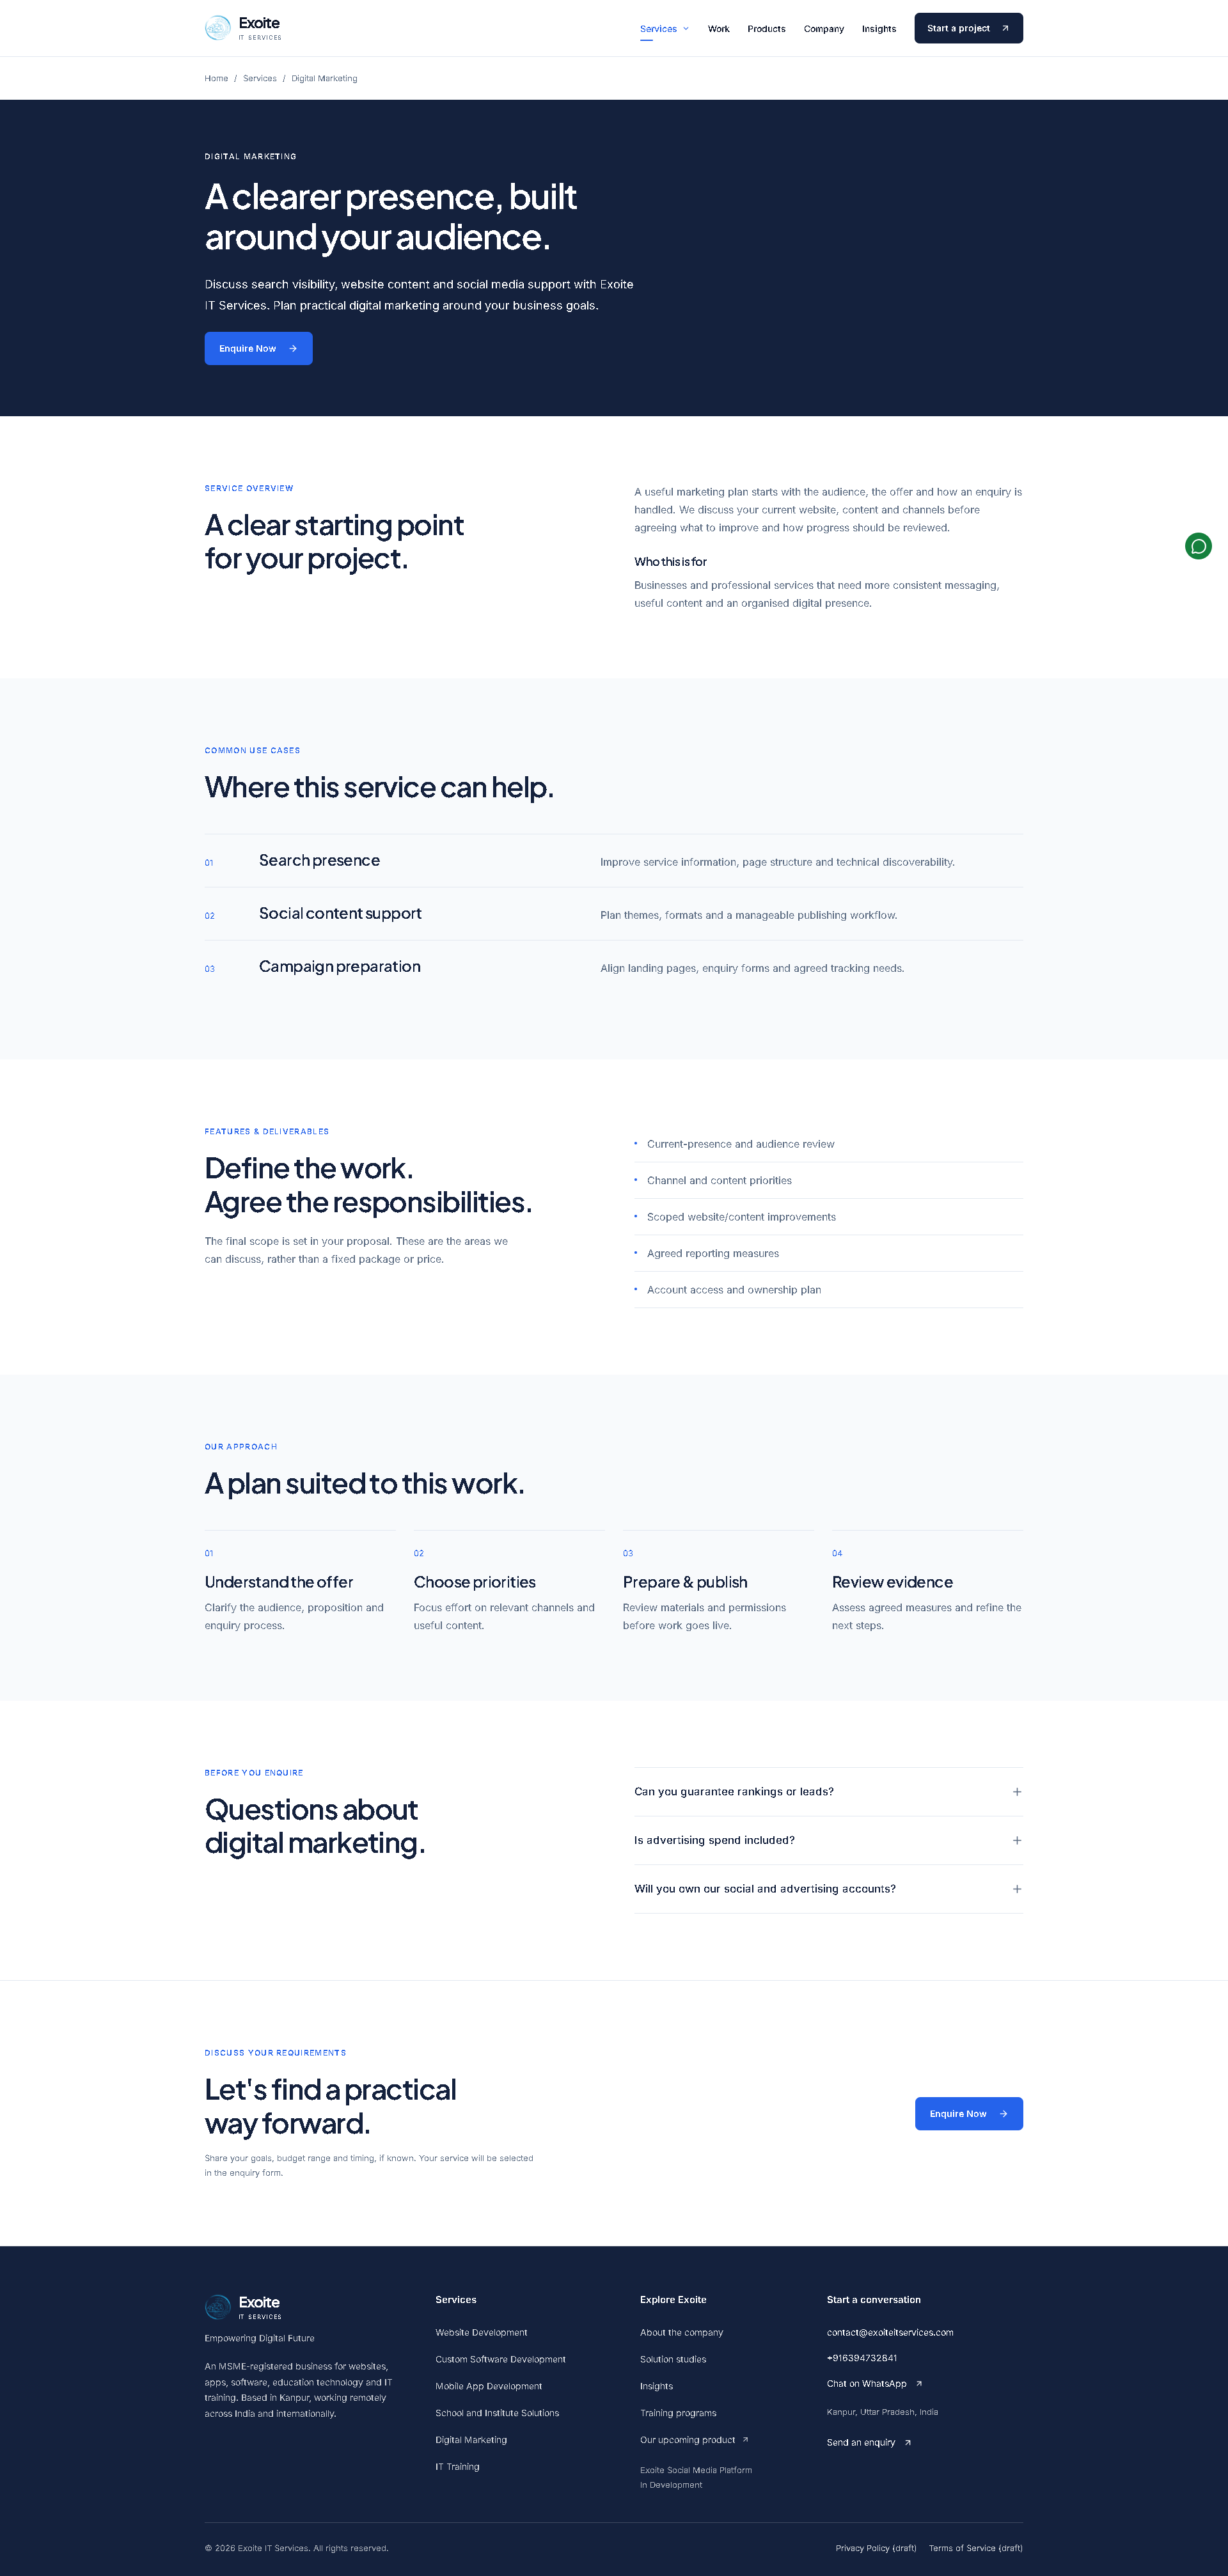 Exoite
IT SERVICES
Services
Work
Products
Company
Insights
Start a project
Home / Services / Digital Marketing
DIGITAL MARKETING
A clearer presence, built
around your audience.
Discuss search visibility, website content and social media support with Exoite
IT Services. Plan practical digital marketing around your business goals.
Enquire Now
SERVICE OVERVIEW
A clear starting point
for your project.
A useful marketing plan starts with the audience, the offer and how an enquiry is
handled. We discuss your current website, content and channels before
agreeing what to improve and how progress should be reviewed.
Who this is for
Businesses and professional services that need more consistent messaging,
useful content and an organised digital presence.
COMMON USE CASES
Where this service can help.
01
Search presence
Improve service information, page structure and technical discoverability.
02
Social content support
Plan themes, formats and a manageable publishing workflow.
03
Campaign preparation
Align landing pages, enquiry forms and agreed tracking needs.
FEATURES & DELIVERABLES
Define the work.
Agree the responsibilities.
The final scope is set in your proposal. These are the areas we
can discuss, rather than a fixed package or price.
Current-presence and audience review
Channel and content priorities
Scoped website/content improvements
Agreed reporting measures
Account access and ownership plan
OUR APPROACH
A plan suited to this work.
01
Understand the offer
Clarify the audience, proposition and
enquiry process.
02
Choose priorities
Focus effort on relevant channels and
useful content.
03
Prepare & publish
Review materials and permissions
before work goes live.
04
Review evidence
Assess agreed measures and refine the
next steps.
BEFORE YOU ENQUIRE
Questions about
digital marketing.
Can you guarantee rankings or leads?
Is advertising spend included?
Will you own our social and advertising accounts?
DISCUSS YOUR REQUIREMENTS
Let's find a practical
way forward.
Share your goals, budget range and timing, if known. Your service will be selected
in the enquiry form.
Enquire Now
Exoite
IT SERVICES
Empowering Digital Future
An MSME-registered business for websites,
apps, software, education technology and IT
training. Based in Kanpur, working remotely
across India and internationally.
Services
Website Development
Custom Software Development
Mobile App Development
School and Institute Solutions
Digital Marketing
IT Training
Explore Exoite
About the company
Solution studies
Insights
Training programs
Our upcoming product
Exoite Social Media Platform
In Development
Start a conversation
contact@exoiteitservices.com
+916394732841
Chat on WhatsApp
Kanpur, Uttar Pradesh, India
Send an enquiry
© 2026 Exoite IT Services. All rights reserved.
Privacy Policy (draft)
Terms of Service (draft)